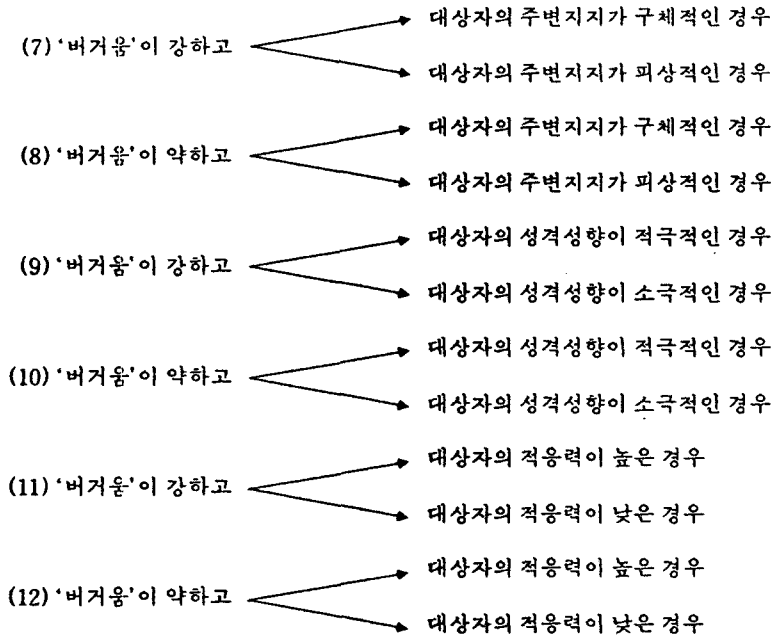 대상자의 주변지지가 구체적인 경우
(7) ‘버거움’이 강하고
대상자의 주변지지가 피상적인 경우
대상자의 주변지지가 구체적인 경우
(8) ‘버거움’이 약하고
대상자의 주변지지가 피상적인 경우
대상자의 성격성향이 적극적인 경우
(9) ‘버거움’이 강하고
대상자의 성격성향이 소극적인 경우
대상자의 성격성향이 적극적인 경우
(10) ‘버거움’이 약하고
대상자의 성격성향이 소극적인 경우
대상자의 적응력이 높은 경우
(11) ‘버거움’이 강하고
대상자의 적응력이 낮은 경우
대상자의 적응력이 높은 경우
(12) ‘버거움’이 약하고
대상자의 적응력이 낮은 경우